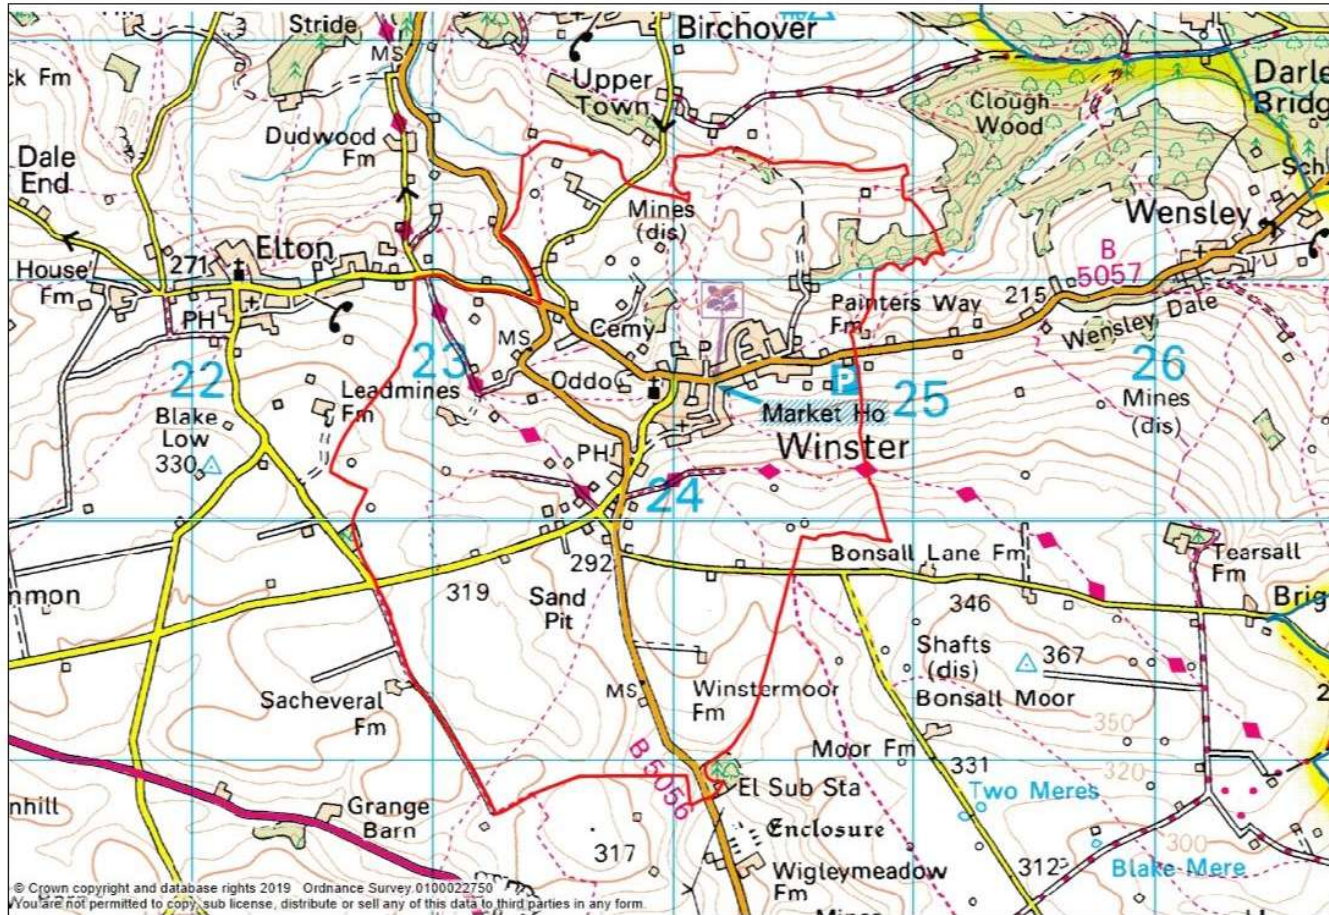 Stride
MS
Birchover
ck Fm
Upper
Town
Clough
Wood
Darle
Bridg
Dudwood
Fm
Dale
End
Mines
(dis)
Wensley
Sch
271
Elton
B
5057
House
Fm
215
Painters Way
Fm
Wensley Dale
PH
MS
Cemy
P
22
23
Leadmines
Fm
Oddo
P
25
26
Market Ho
Mines
(dis)
Blake
Low
330
Winster
PH
24
Bonsall Lane Fm
Tearsall
Fm
292
mmon
319
Sand
Pit
346
Brig
Shafts
(dis)
367
Bonsall Moor
Sacheveral
Fm
MS
Winstermoor
Fm
350
2
B 5056
Moor Fm
331
320
El Sub Sta
Two Meres
nhill
Grange
Barn
Enclosure
300
317
Wigleymeadow
Fm
312
Blake Mere
Mines
© Crown copyright and database rights 2019 Ordnance Survey.0100022750
You are not permitted to copy, sub license, distribute or sell any of this data to third parties in any form.